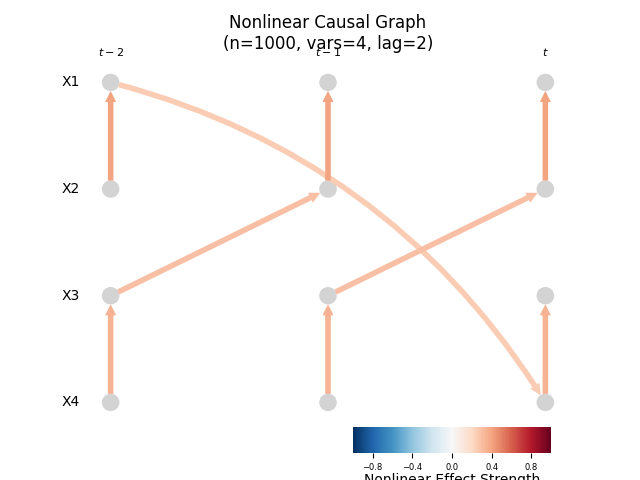 Nonlinear Causal Graph
(n=1000, vars=4, lag=2)
t − 2 t − 1 t
X1
X2
X3
X4
−0.8 −0.4 0.0 0.4 0.8
Nonlinear Effect Strength